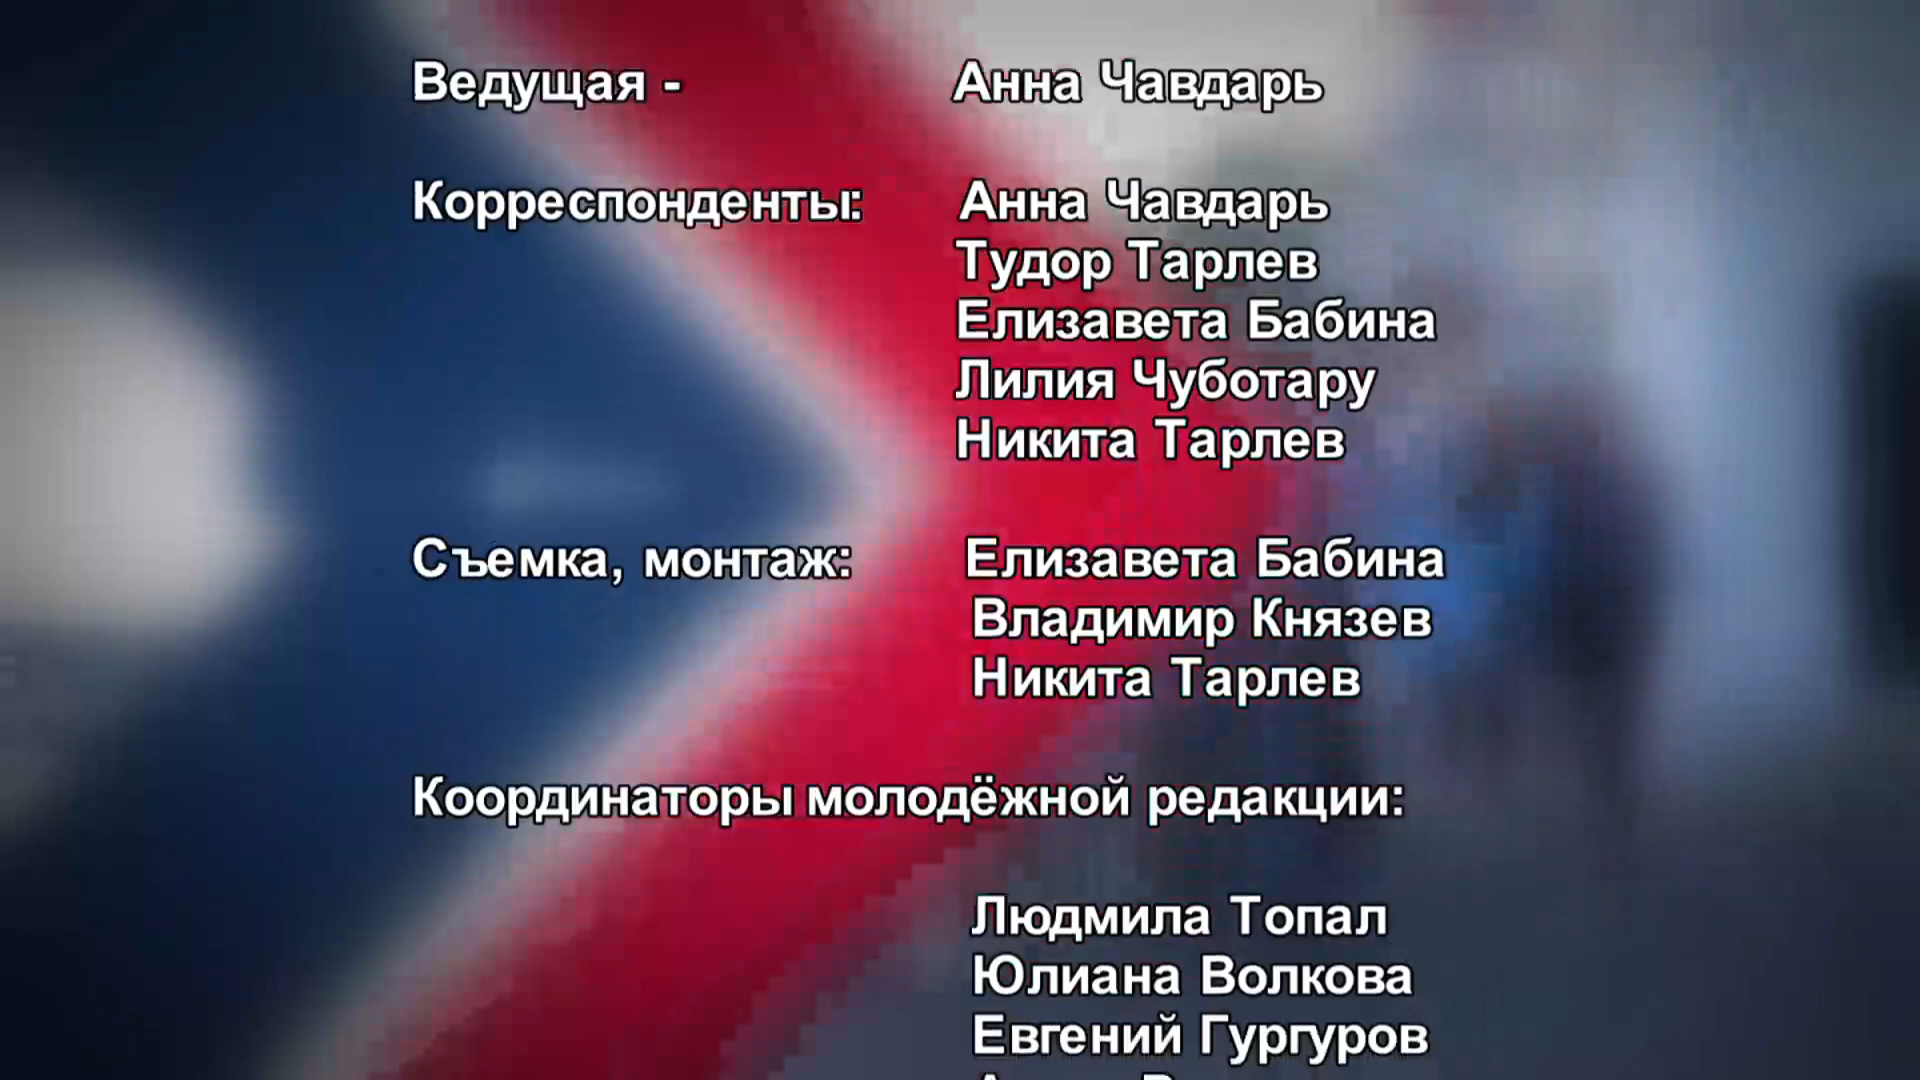 Ведущая - Анна Чавдарь
Корреспонденты: Анна Чавдарь
Тудор Тарлев
Елизавета Бабина
Лилия Чуботару
Никита Тарлев
Съемка, монтаж: Елизавета Бабина
Владимир Князев
Никита Тарлев
Координаторы молодёжной редакции:
Людмила Топал
Юлиана Волкова
Евгений Гургуров